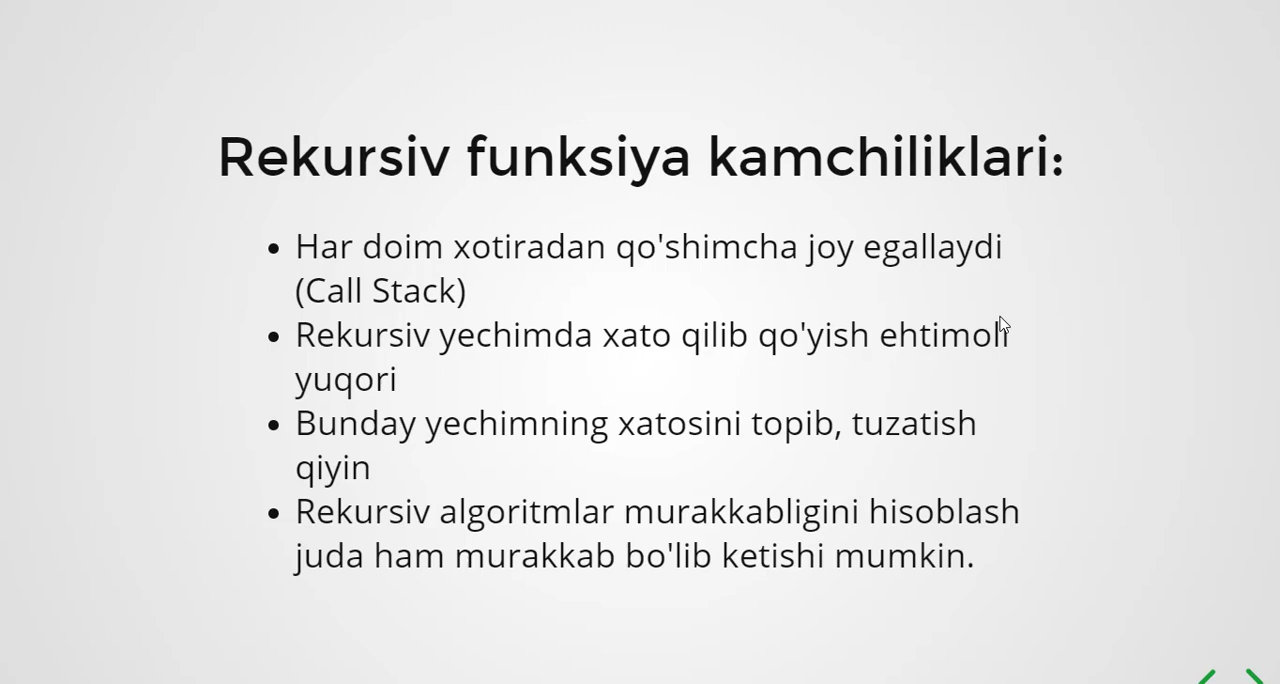 Rekursiv funksiya kamchiliklari:
• Har doim xotiradan qo'shimcha joy egallaydi
(Call Stack)
• Rekursiv yechimda xato qilib qo'yish ehtimoli
yuqori
• Bunday yechimning xatosini topib, tuzatish
qiyin
• Rekursiv algoritmlar murakkabligini hisoblash
juda ham murakkab bo'lib ketishi mumkin.